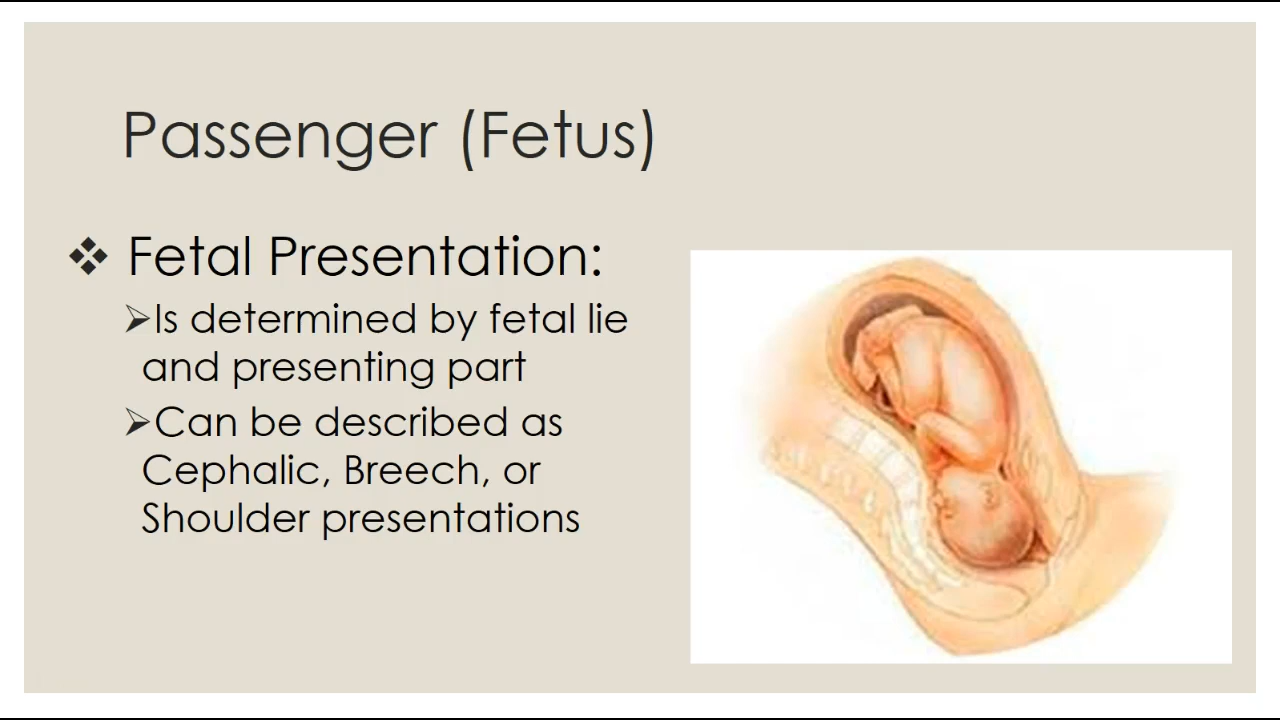 Passenger (Fetus)
❖ Fetal Presentation:
➢Is determined by fetal lie
and presenting part
➢Can be described as
Cephalic, Breech, or
Shoulder presentations